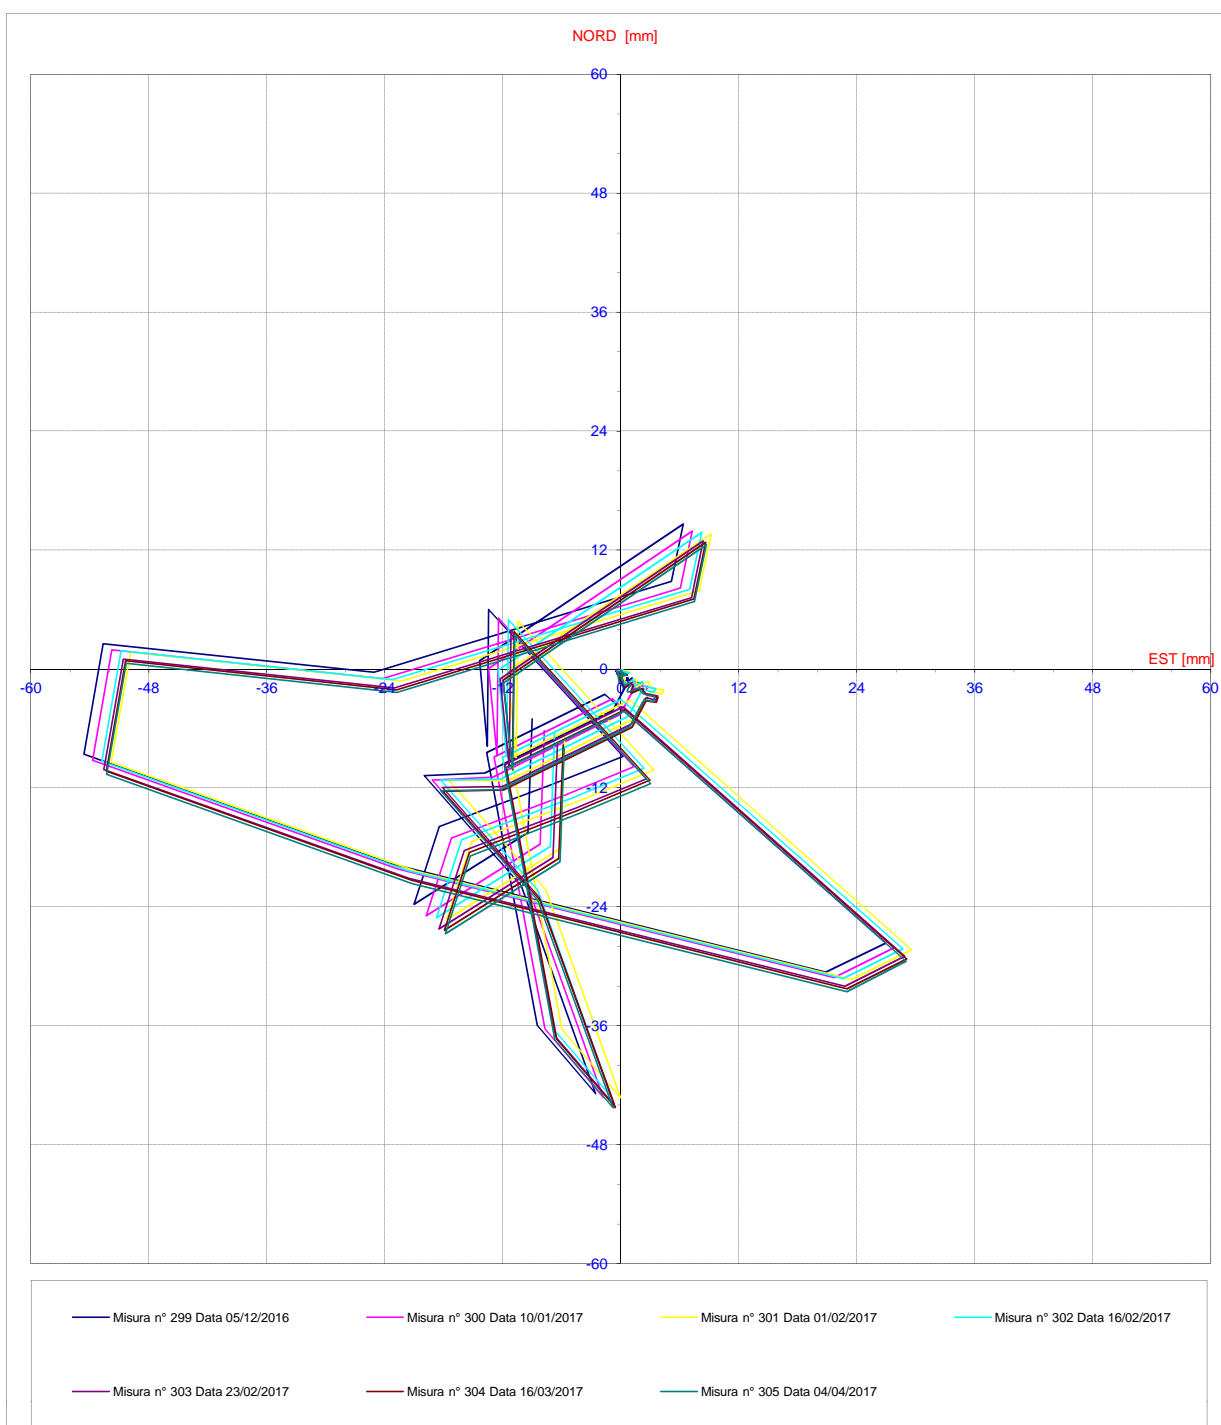 NORD [mm]
60
48
36
24
12
0
EST [mm]
-60 -48 -36 -24 -12 0 12 24 36 48 60
-12
-24
-36
-48
-60
Misura n° 299 Data 05/12/2016 Misura n° 300 Data 10/01/2017 Misura n° 301 Data 01/02/2017 Misura n° 302 Data 16/02/2017
Misura n° 303 Data 23/02/2017 Misura n° 304 Data 16/03/2017 Misura n° 305 Data 04/04/2017